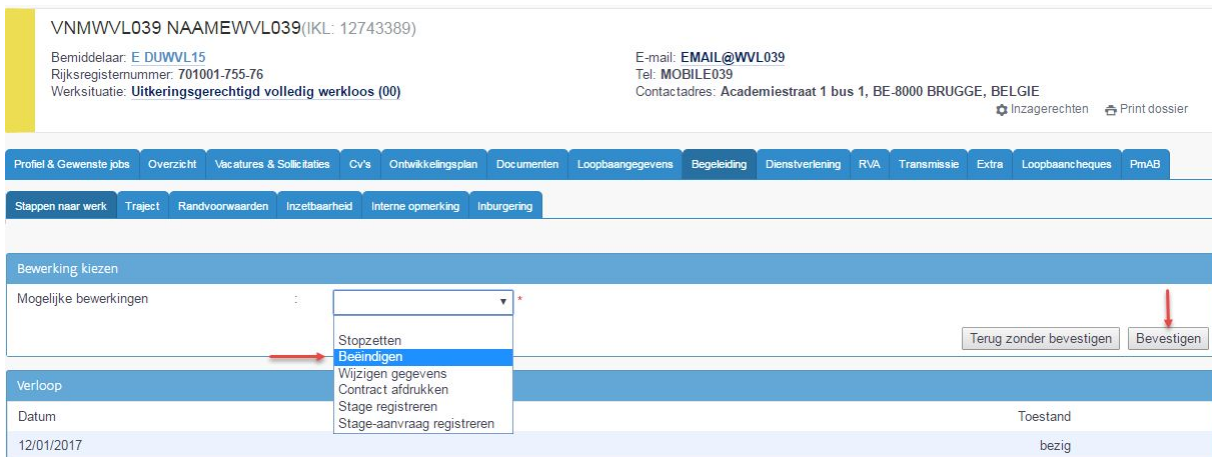 VNMWVL039 NAAMEWVL039(IKL: 12743389)
Bemiddelaar: E DUWVL15
Rijksregisternummer: 701001-755-76
Werksituatie: Uitkeringsgerechtigd volledig werkloos (00)
E-mail: EMAIL@WVL039
Tel: MOBILE039
Contactadres: Academiestraat 1 bus 1, BE-8000 BRUGGE, BELGIE
Inzagerechten Print dossier
Profiel & Gewenste jobs Overzicht Vacatures & Sollicitaties Cv's Ontwikkelingsplan Documenten Loopbaangegevens Begeleiding Dienstverlening RVA Transmissie Extra Loopbaancheques PmAB
Stappen naar werk Traject Randvoorwaarden Inzetbaarheid Interne opmerking Inburgering
Bewerking kiezen
Mogelijke bewerkingen : *
Stopzetten
Beëindigen
Wijzigen gegevens
Contract afdrukken
Stage registreren
Stage-aanvraag registreren
Terug zonder bevestigen Bevestigen
Verloop
Datum Toestand
12/01/2017 bezig